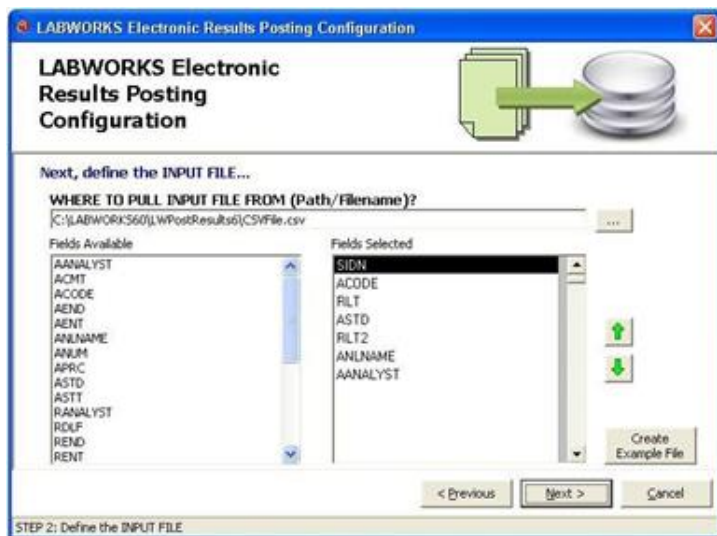 LABWORKS Electronic Results Posting Configuration
LABWORKS Electronic
Results Posting
Configuration
Next, define the INPUT FILE...
WHERE TO PULL INPUT FILE FROM (Path/Filename)?
C:\LABWORKS60\LWPostResults6\CSVFile.csv
...
Fields Available
AANALYST
ACMT
ACODE
AEND
AENT
ANLNAME
ANUM
APRC
ASTD
ASTT
RANALYST
RDLF
REND
RENT
Fields Selected
SIDN
ACODE
RLT
ASTD
RLT2
ANLNAME
AANALYST
Create
Example File
< Previous
Next >
Cancel
STEP 2: Define the INPUT FILE